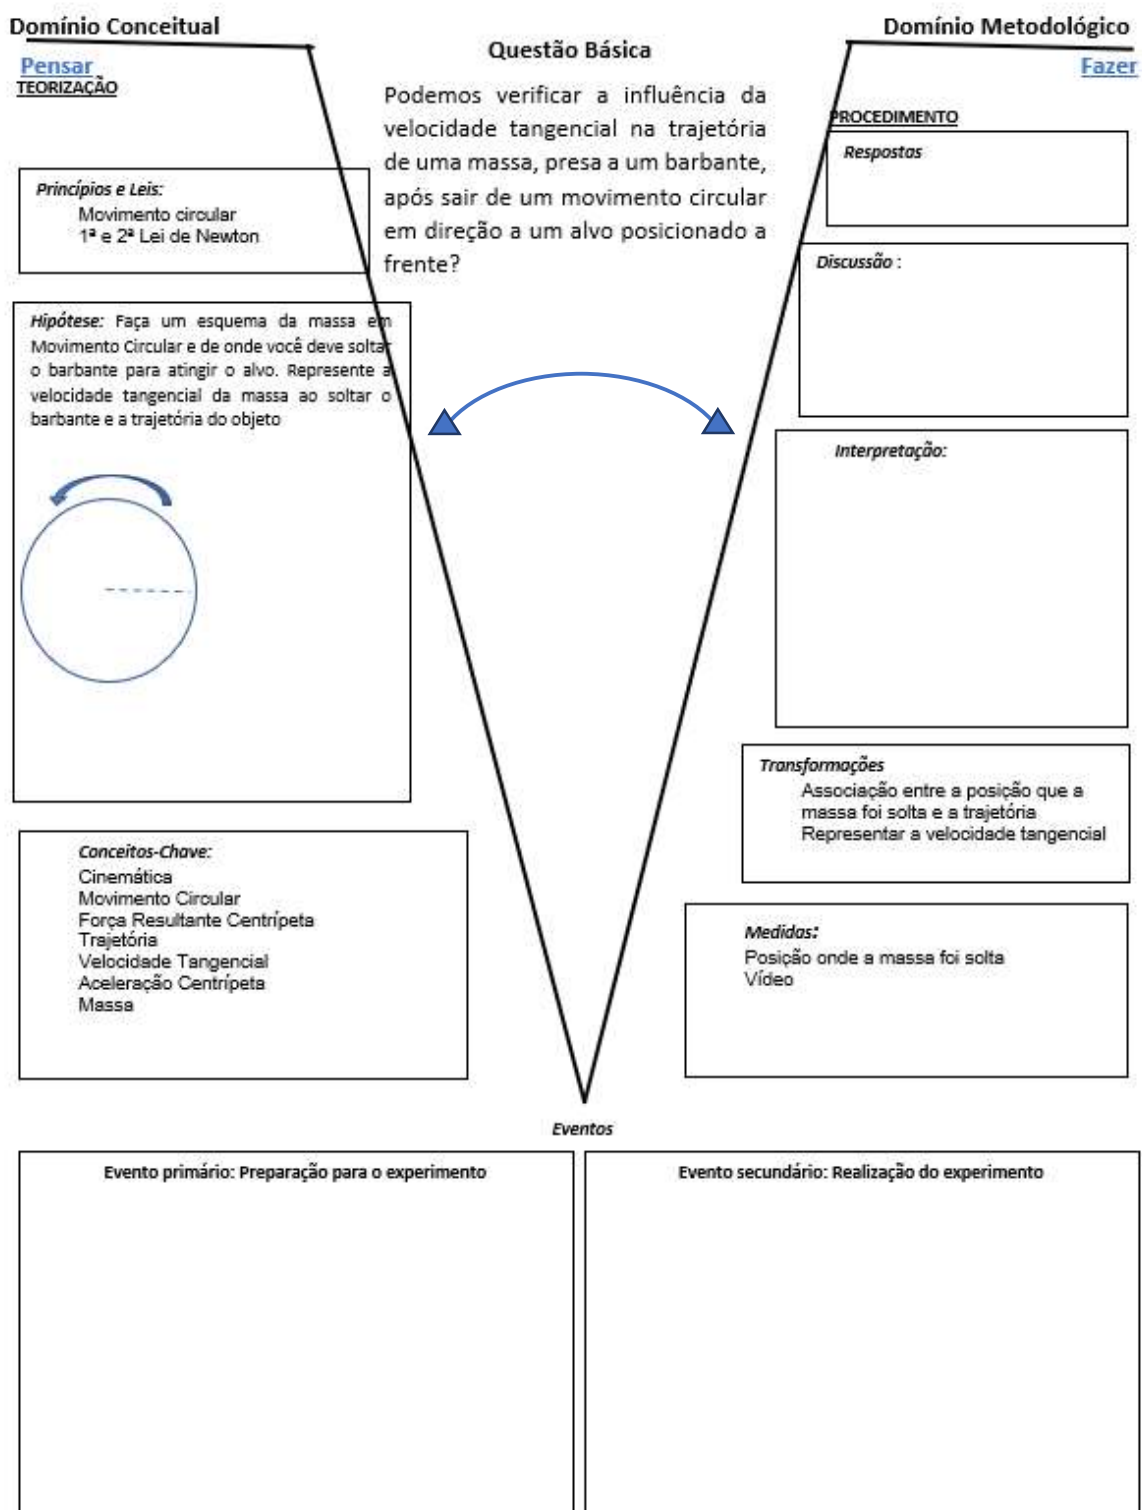 Domínio Conceitual
Pensar
TEORIZAÇÃO
Princípios e Leis:
Movimento circular
1ª e 2ª Lei de Newton
Hipótese: Faça um esquema da massa em
Movimento Circular e de onde você deve soltar
o barbante para atingir o alvo. Represente a
velocidade tangencial da massa ao soltar o
barbante e a trajetória do objeto
Conceitos-Chave:
Cinemática
Movimento Circular
Força Resultante Centrípeta
Trajetória
Velocidade Tangencial
Aceleração Centrípeta
Massa
Questão Básica
Podemos verificar a influência da
velocidade tangencial na trajetória
de uma massa, presa a um barbante,
após sair de um movimento circular
em direção a um alvo posicionado a
frente?
Domínio Metodológico
Fazer
PROCEDIMENTO
Respostas
Discussão :
Interpretação:
Transformações
Associação entre a posição que a
massa foi solta e a trajetória
Representar a velocidade tangencial
Medidas:
Posição onde a massa foi solta
Vídeo
Eventos
Evento primário: Preparação para o experimento
Evento secundário: Realização do experimento